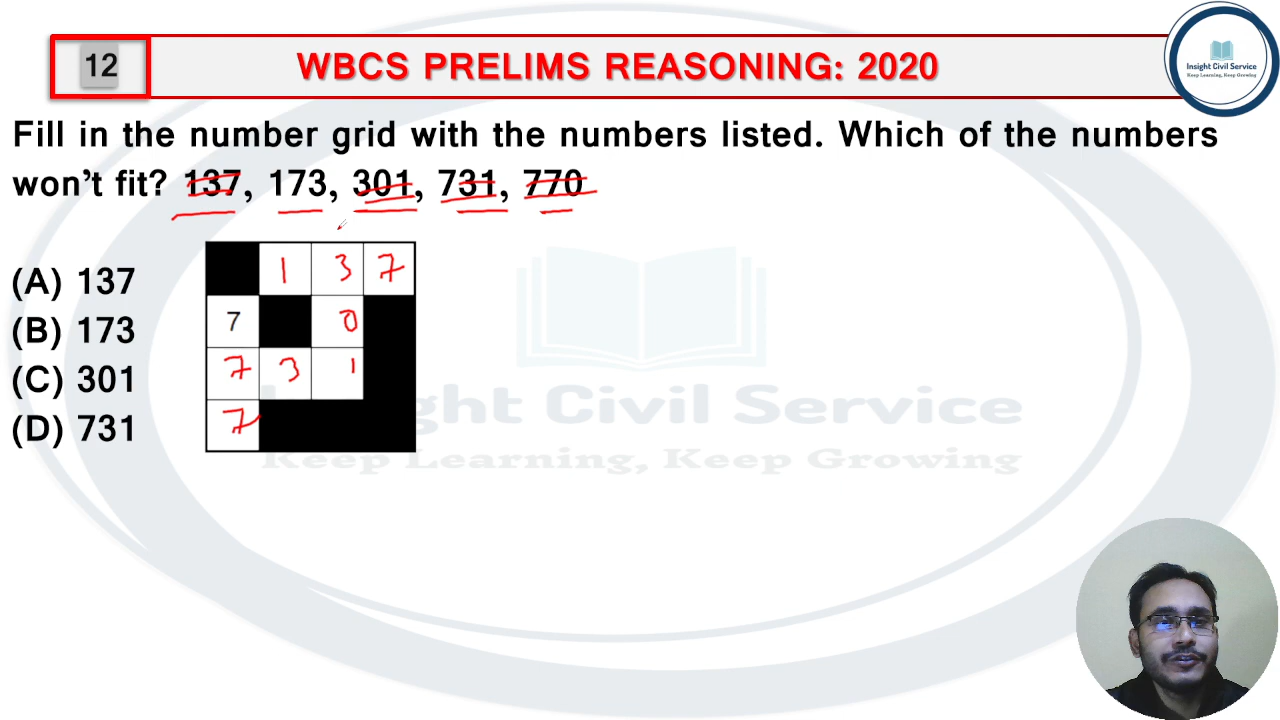 12
WBCS PRELIMS REASONING: 2020
Insight Civil Service
Keep Learning, Keep Growing
Fill in the number grid with the numbers listed. Which of the numbers
won't fit? 137, 173, 301, 731, 770
(A) 137
(B) 173
(C) 301
(D) 731
1 3 7
7 0
7 3 1
7
Insight Civil Service
Keep Learning, Keep Growing